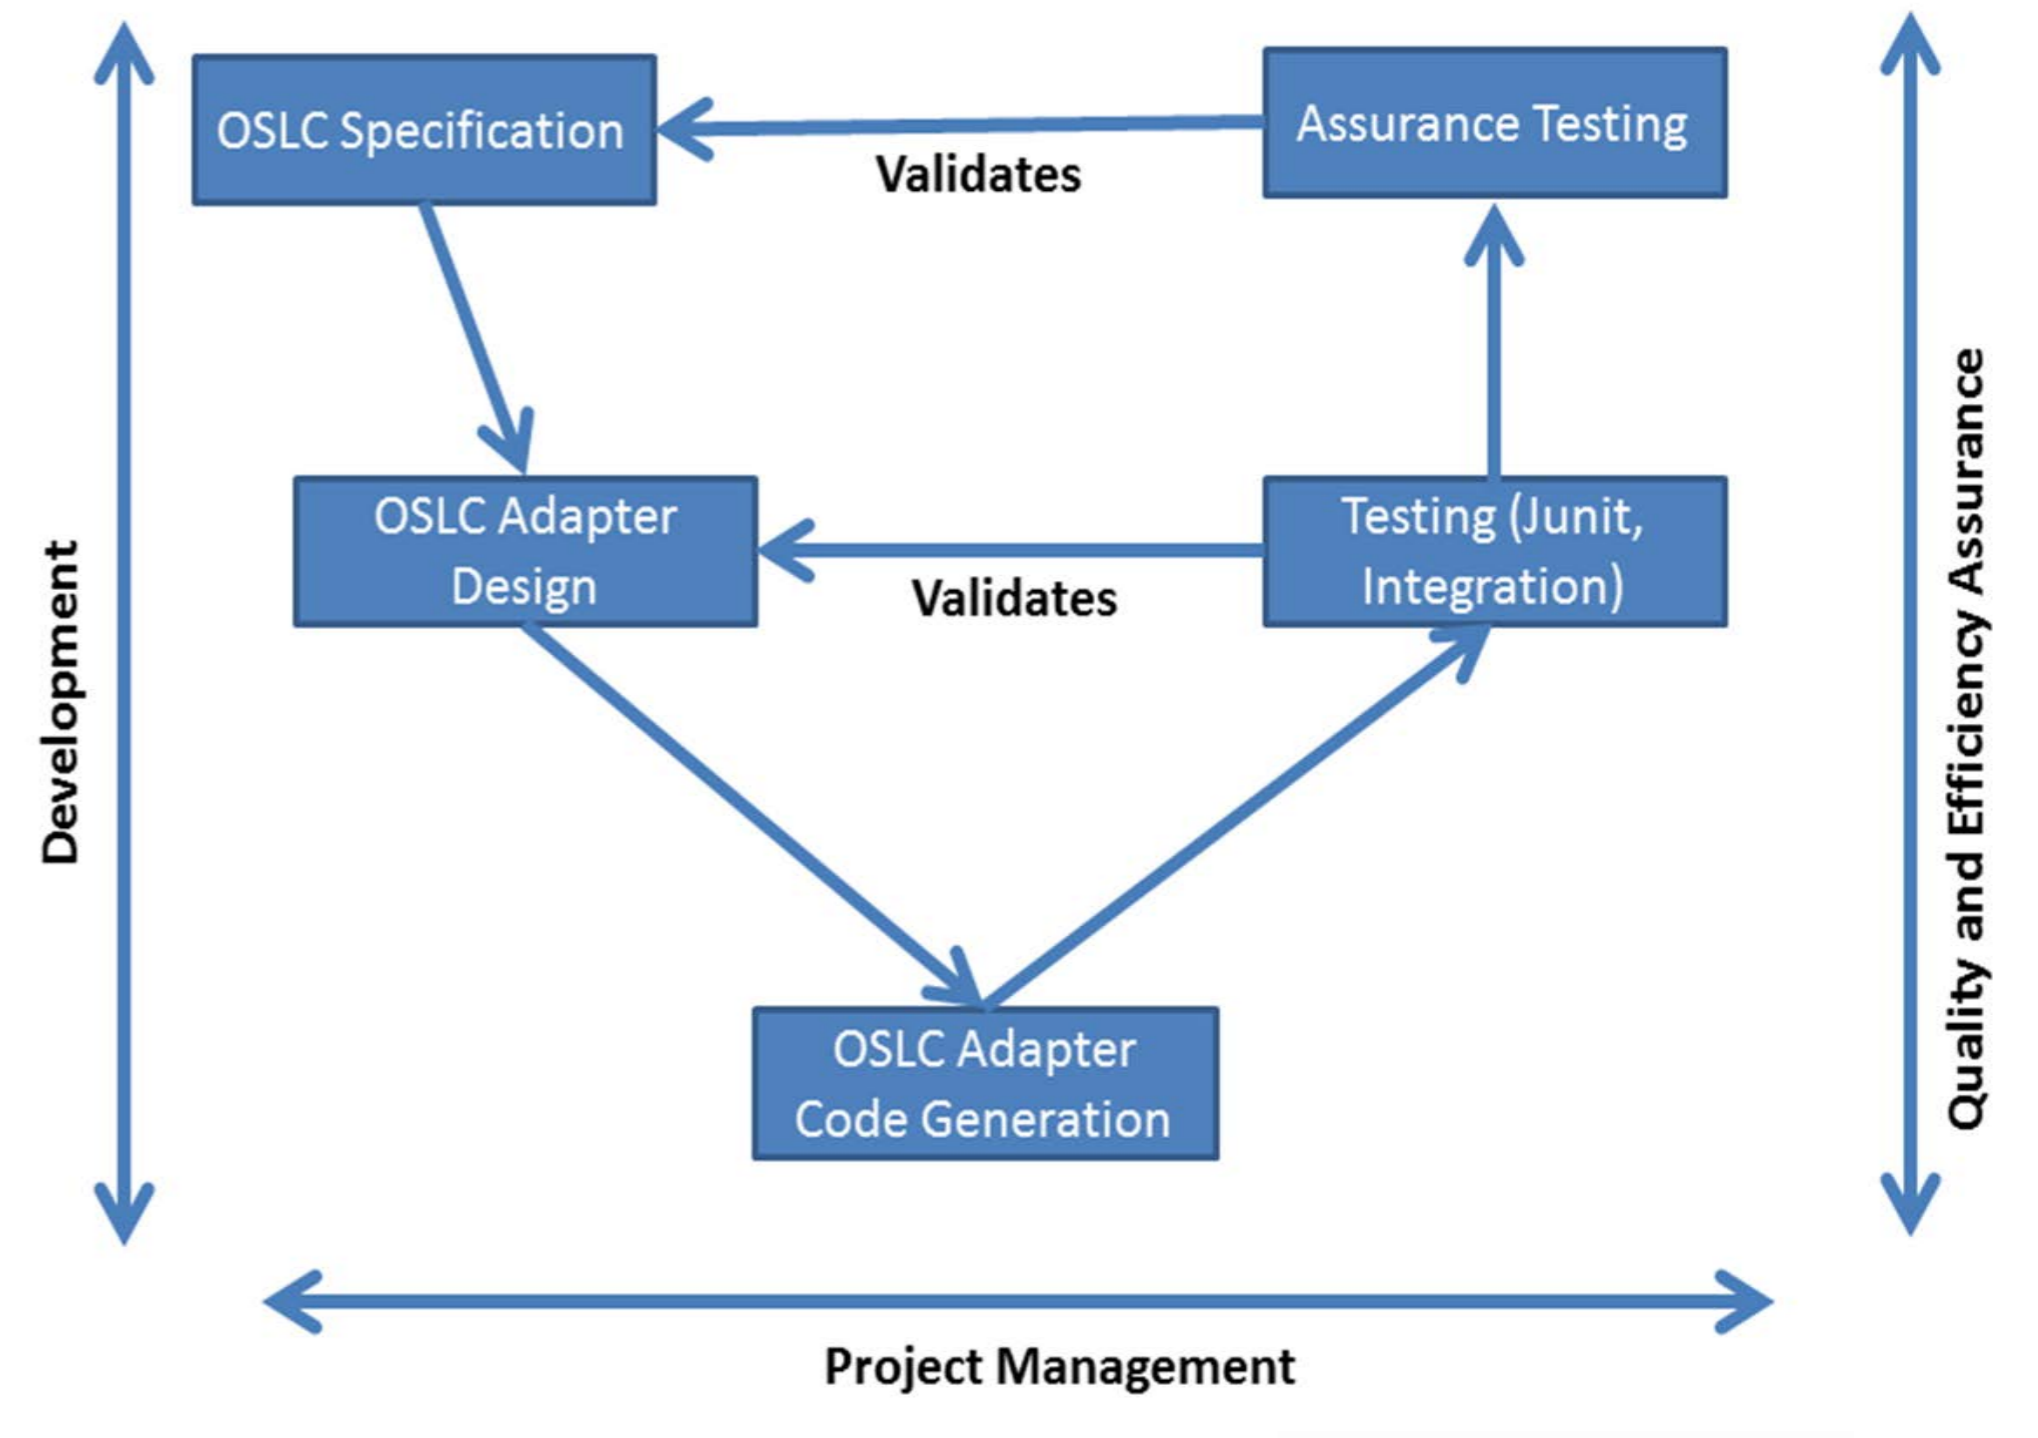 OSLC Specification
Assurance Testing
Validates
OSLC Adapter
Design
Testing (Junit,
Integration)
Validates
OSLC Adapter
Code Generation
Development
Quality and Efficiency Assurance
Project Management